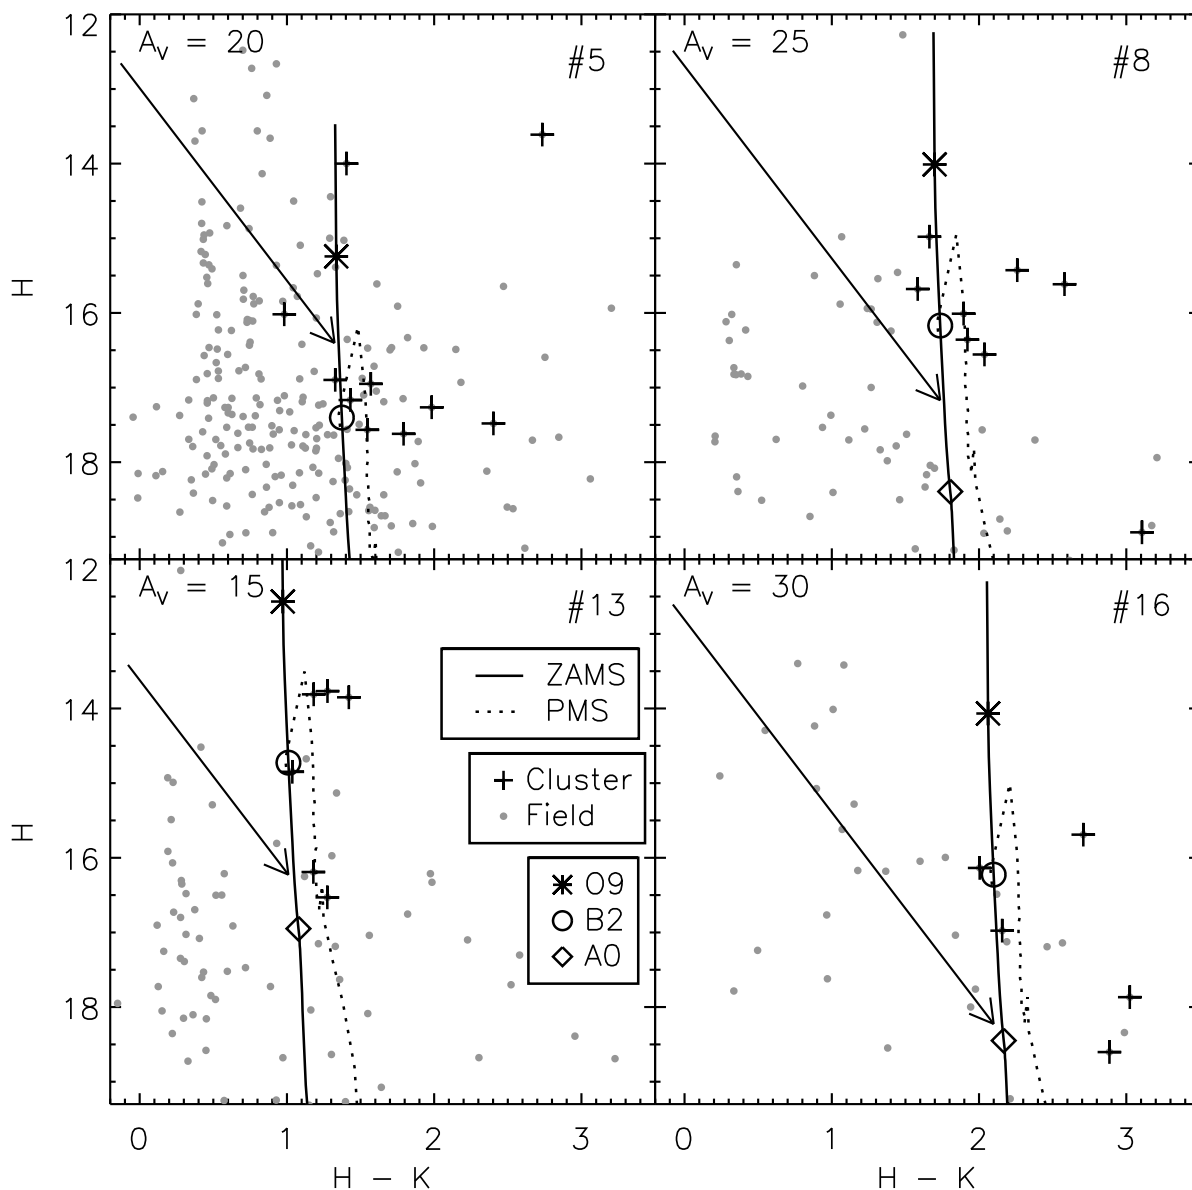 12
14
16
18
H
A_V = 20
#5
A_V = 25
#8
12
14
16
18
H
A_V = 15
#13
A_V = 30
#16
ZAMS
PMS
Cluster
Field
O9
B2
A0
0 1 2 3
H − K
0 1 2 3
H − K